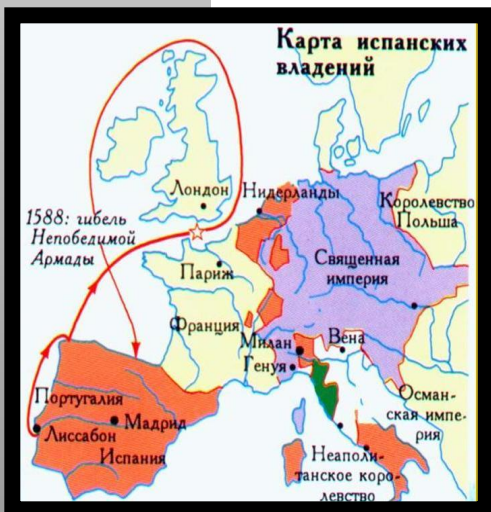 Карта испанских
владений
Лондон
Нидерланды
Королевство
Польша
1588: гибель
Непобедимой
Армады
Париж
Священная
империя
Франция
Милан
Вена
Генуя
Португалия
Мадрид
Лиссабон
Испания
Осман-
ская импе-
рия
Неаполи-
танское коро-
левство